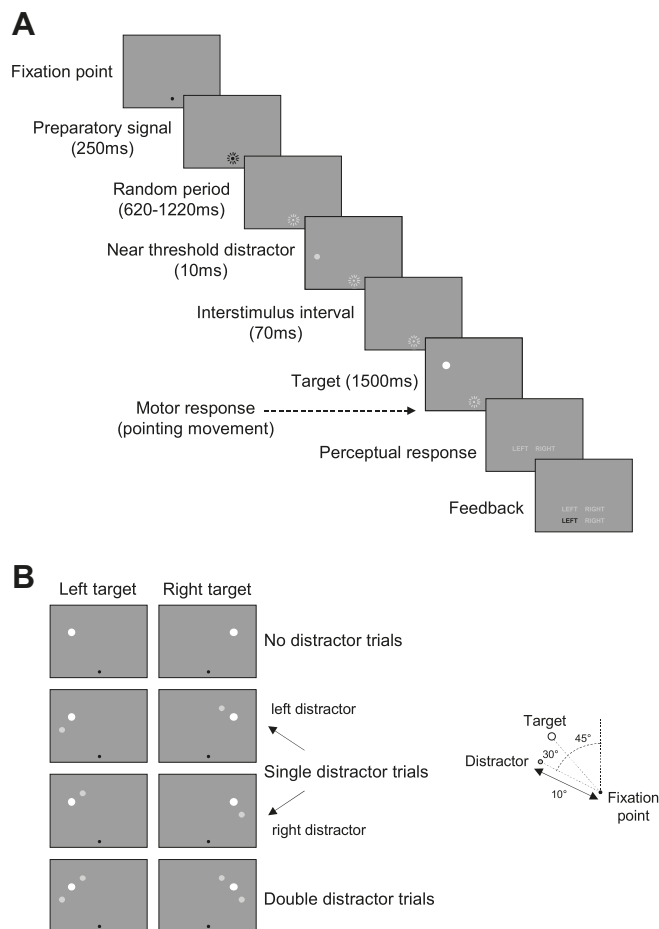 A
Fixation point
Preparatory signal
(250ms)
Random period
(620-1220ms)
Near threshold distractor
(10ms)
Interstimulus interval
(70ms)
Target (1500ms)
Motor response
(pointing movement)
Perceptual response
LEFT RIGHT
Feedback
LEFT RIGHT
LEFT RIGHT
B
Left target
Right target
No distractor trials
left distractor
Single distractor trials
right distractor
Double distractor trials
Target
45°
Distractor
30°
10°
Fixation
point